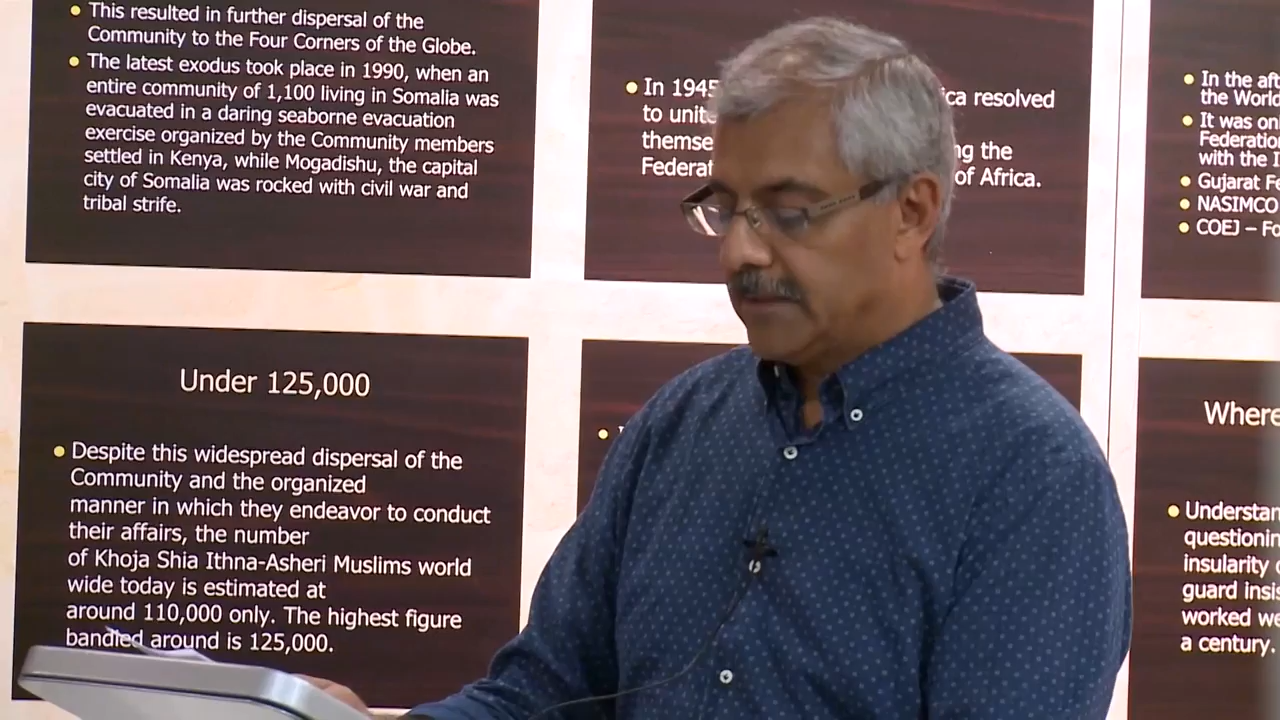 This resulted in further dispersal of the
Community to the Four Corners of the Globe.
The latest exodus took place in 1990, when an
entire community of 1,100 living in Somalia was
evacuated in a daring seaborne evacuation
exercise organized by the Community members
settled in Kenya, while Mogadishu, the capital
city of Somalia was rocked with civil war and
tribal strife.
In 1945
ica resolved
to unite
themse
ng the
Federat
of Africa.
In the aft
the World
It was on
Federatio
with the I
Gujarat Fe
NASIMCO
COEJ – Fo
Under 125,000
Despite this widespread dispersal of the
Community and the organized
manner in which they endeavor to conduct
their affairs, the number
of Khoja Shia Ithna-Asheri Muslims world
wide today is estimated at
around 110,000 only. The highest figure
bandied around is 125,000.
Where
Understan
questionin
insularity
guard insis
worked we
a century.